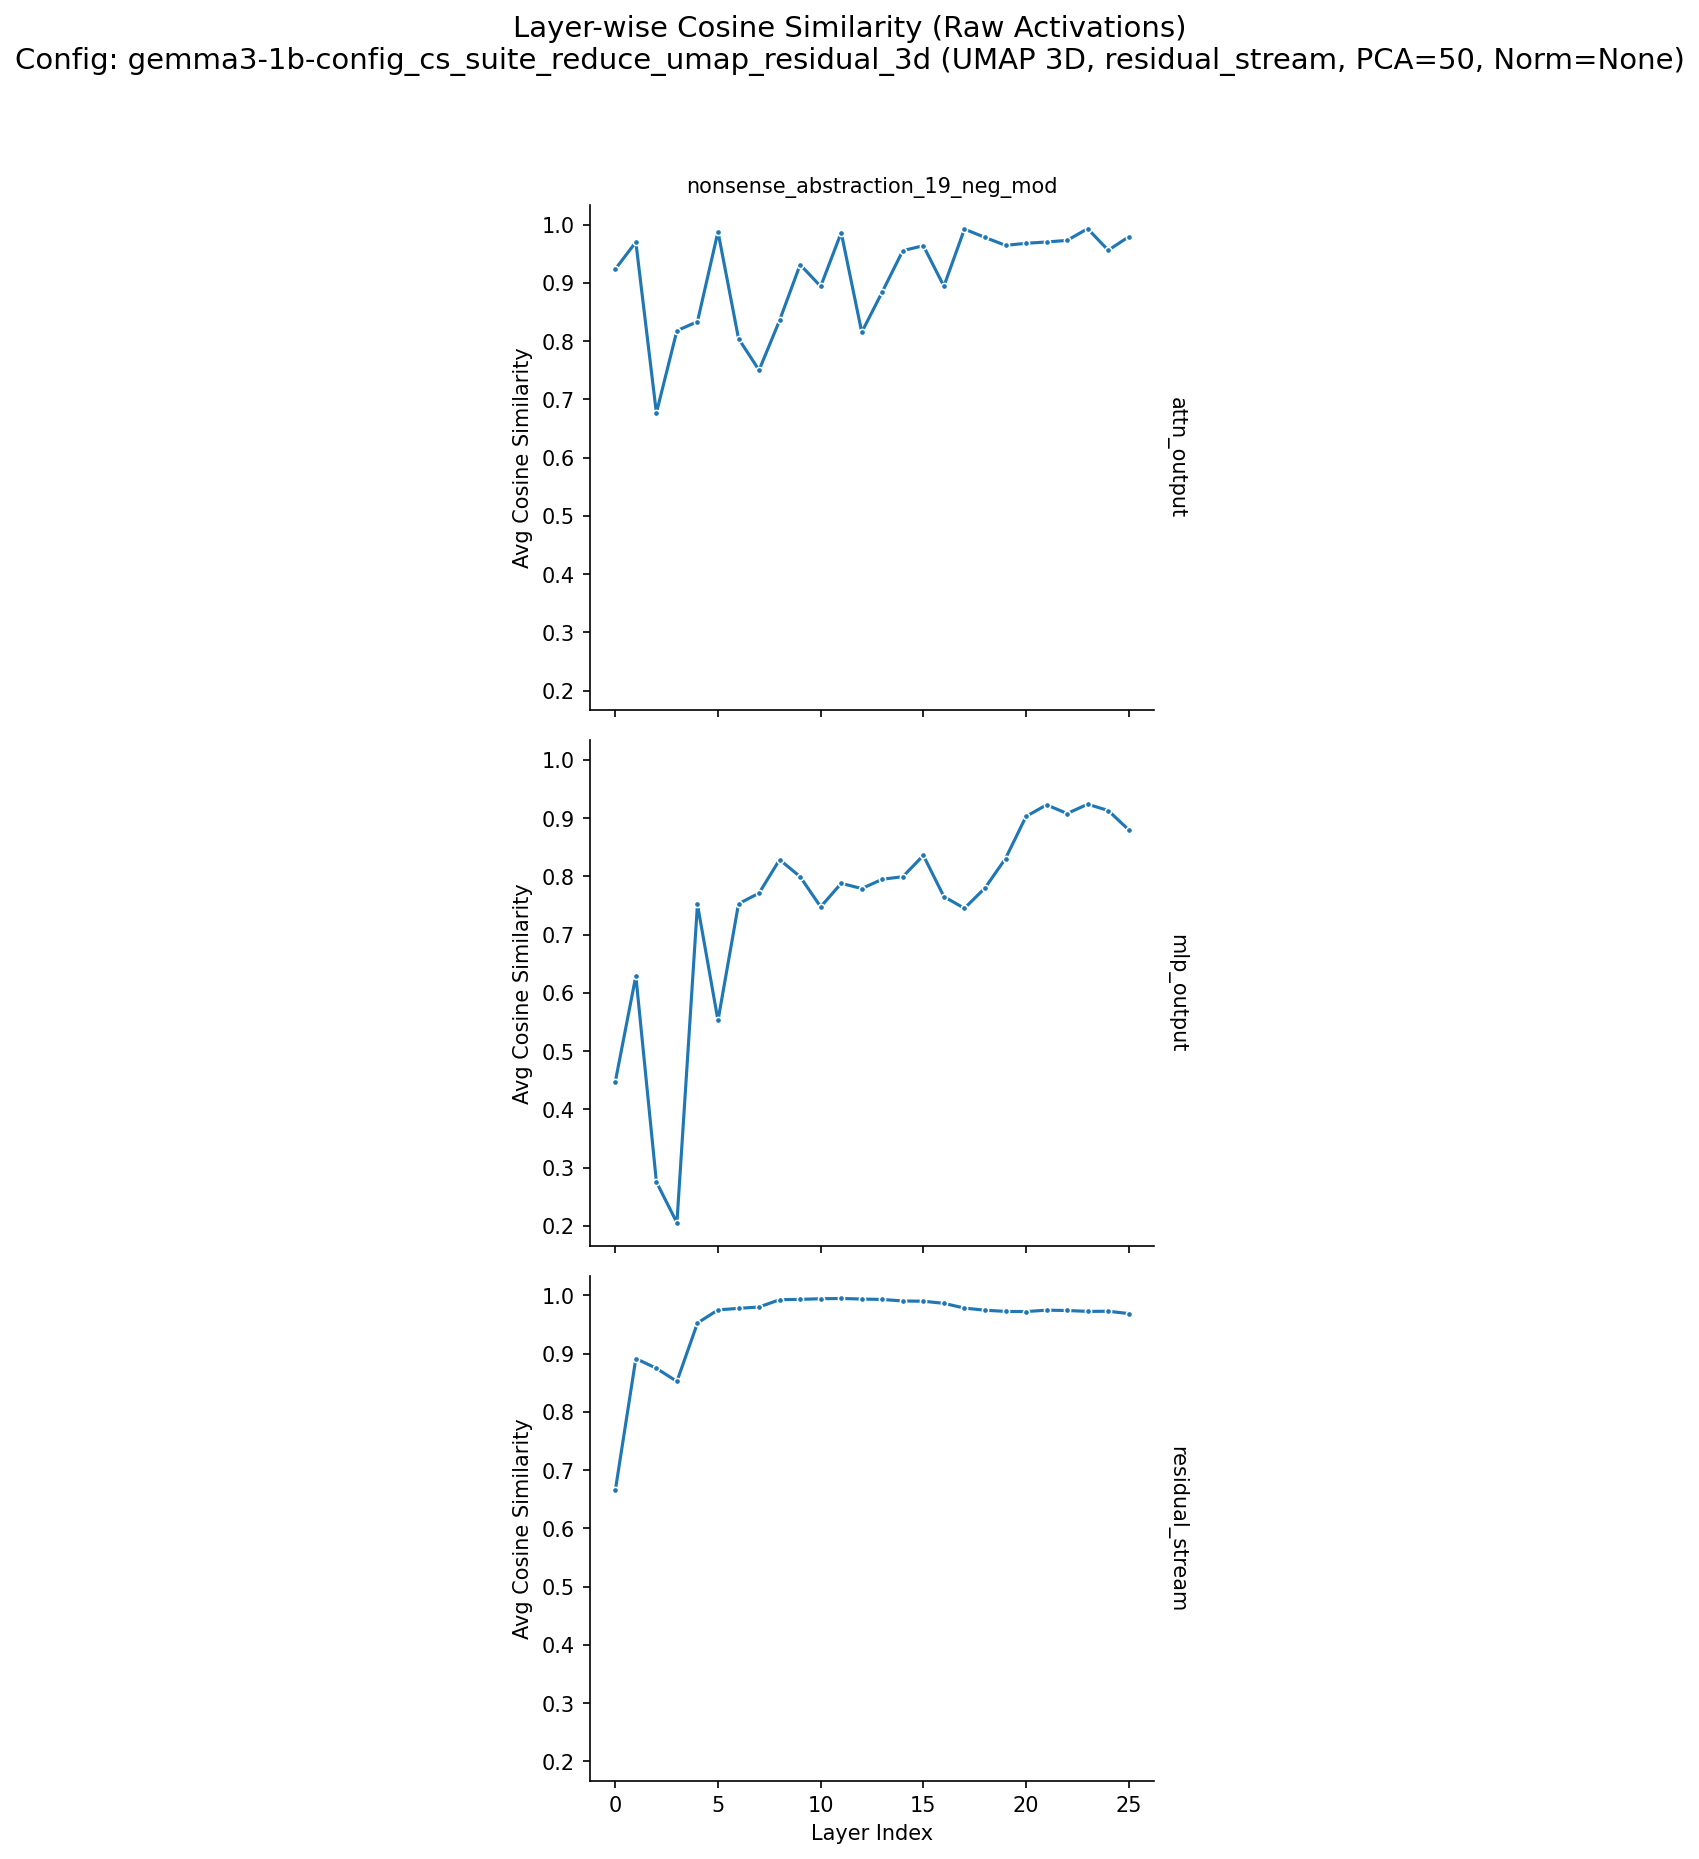 Layer-wise Cosine Similarity (Raw Activations)
Config: gemma3-1b-config_cs_suite_reduce_umap_residual_3d (UMAP 3D, residual_stream, PCA=50, Norm=None)
nonsense_abstraction_19_neg_mod
1.0
0.9
0.8
0.7
0.6
0.5
0.4
0.3
0.2
Avg Cosine Similarity
attn_output
1.0
0.9
0.8
0.7
0.6
0.5
0.4
0.3
0.2
Avg Cosine Similarity
mlp_output
1.0
0.9
0.8
0.7
0.6
0.5
0.4
0.3
0.2
Avg Cosine Similarity
residual_stream
0 5 10 15 20 25
Layer Index